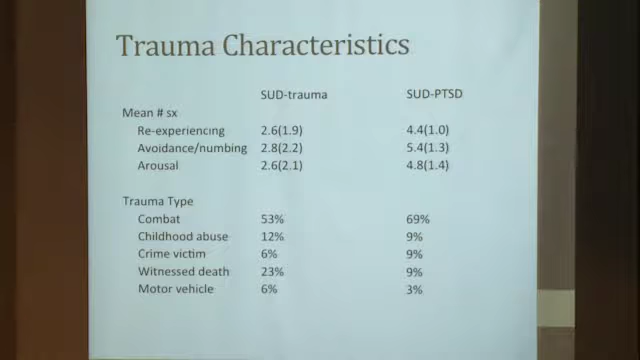 Trauma Characteristics
SUD-trauma SUD-PTSD
Mean # sx
Re-experiencing 2.6(1.9) 4.4(1.0)
Avoidance/numbing 2.8(2.2) 5.4(1.3)
Arousal 2.6(2.1) 4.8(1.4)
Trauma Type
Combat 53% 69%
Childhood abuse 12% 9%
Crime victim 6% 9%
Witnessed death 23% 9%
Motor vehicle 6% 3%